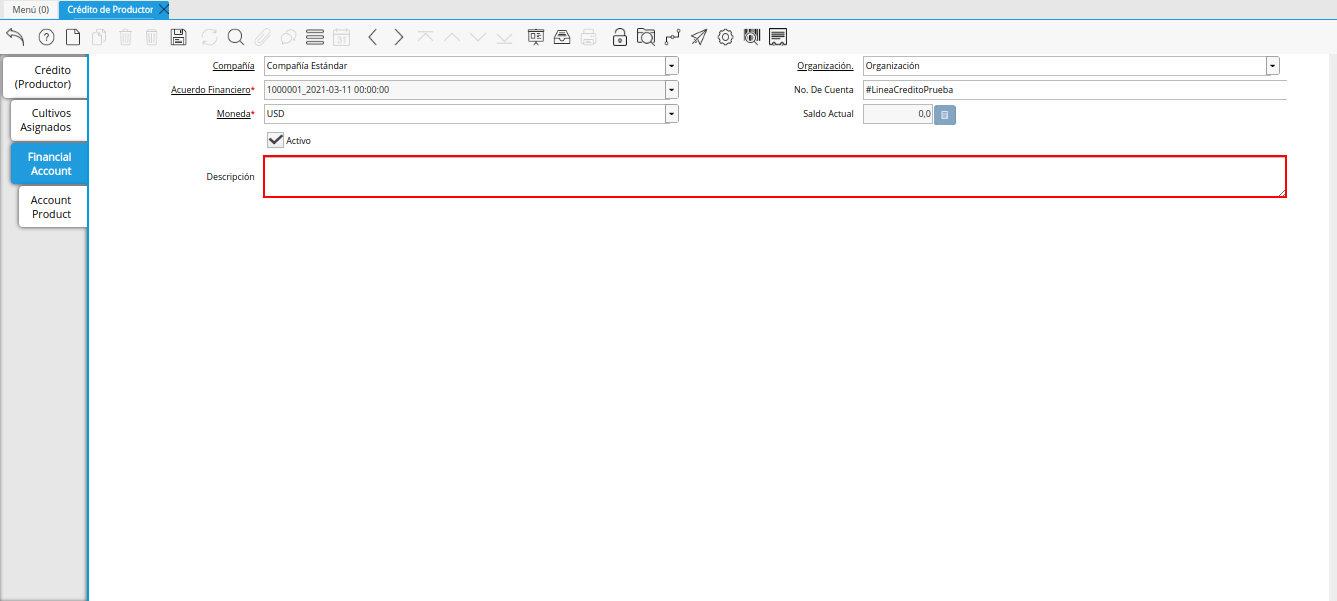 Menú (0)
Crédito de Productor
Crédito
(Productor)
Cultivos
Asignados
Financial
Account
Account
Product
Compañía
Compañía Estándar
Organización.
Organización
Acuerdo Financiero*
1000001_2021-03-11 00:00:00
No. De Cuenta
#LineaCreditoPrueba
Moneda*
USD
Saldo Actual
0,0
Activo
Descripción